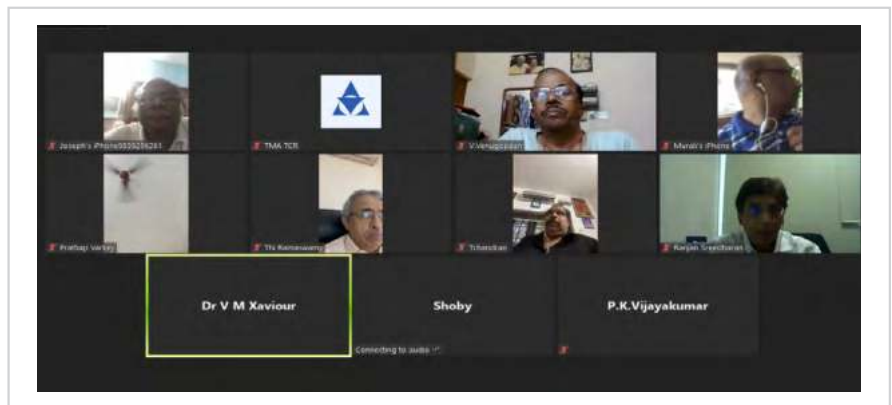 Joseph's iPhone
TMA TCR
V.Venugopalan
Murali's iPhone
Prathap Varkey
TN Rameswamy
Tchandran
Ranjan Sreedharan
Dr V M Xaviour
Shoby
P.K.Vijayakumar
Connecting to audio